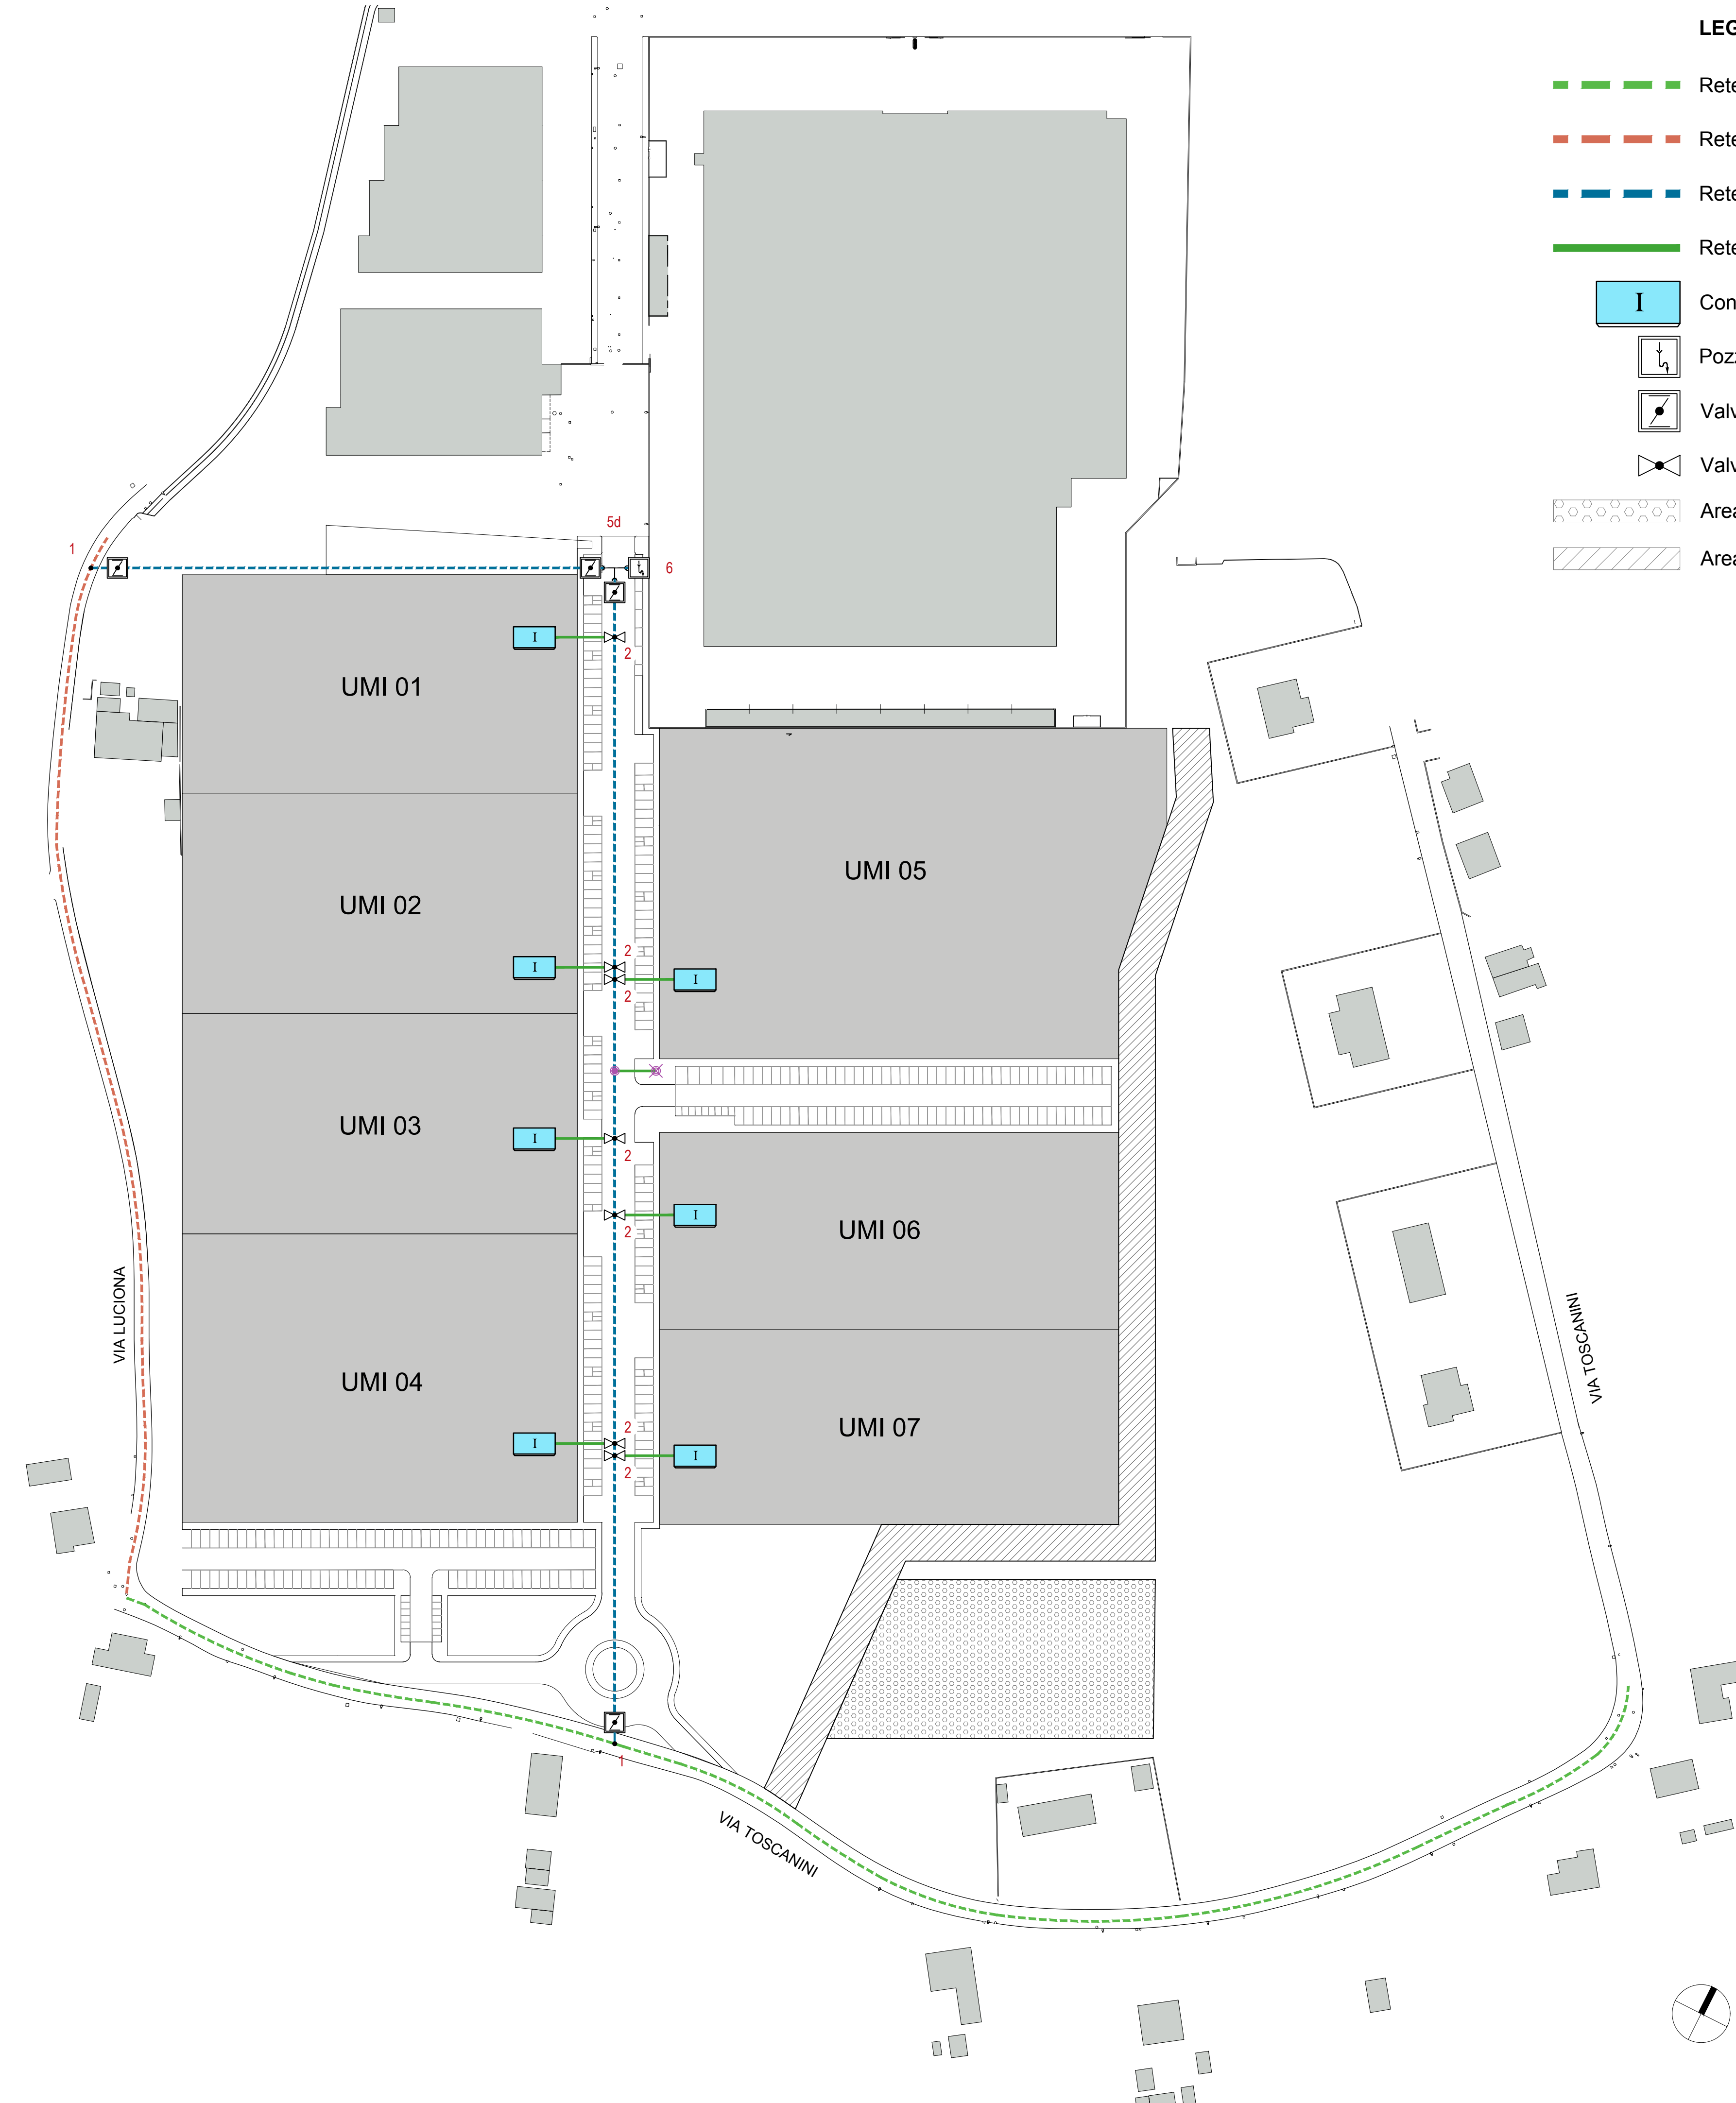 LEG
Rete
Rete
Rete
Rete
I Con
Poz
Valv
Valv
Area
Area
5d
1
6
I
2
UMI 01
UMI 05
UMI 02
2
I
I
2
UMI 03
I
2
I
UMI 06
2
VIA LUCIONA
VIA TOSCANINI
UMI 04
UMI 07
2
I
I
2
1
VIA TOSCANINI